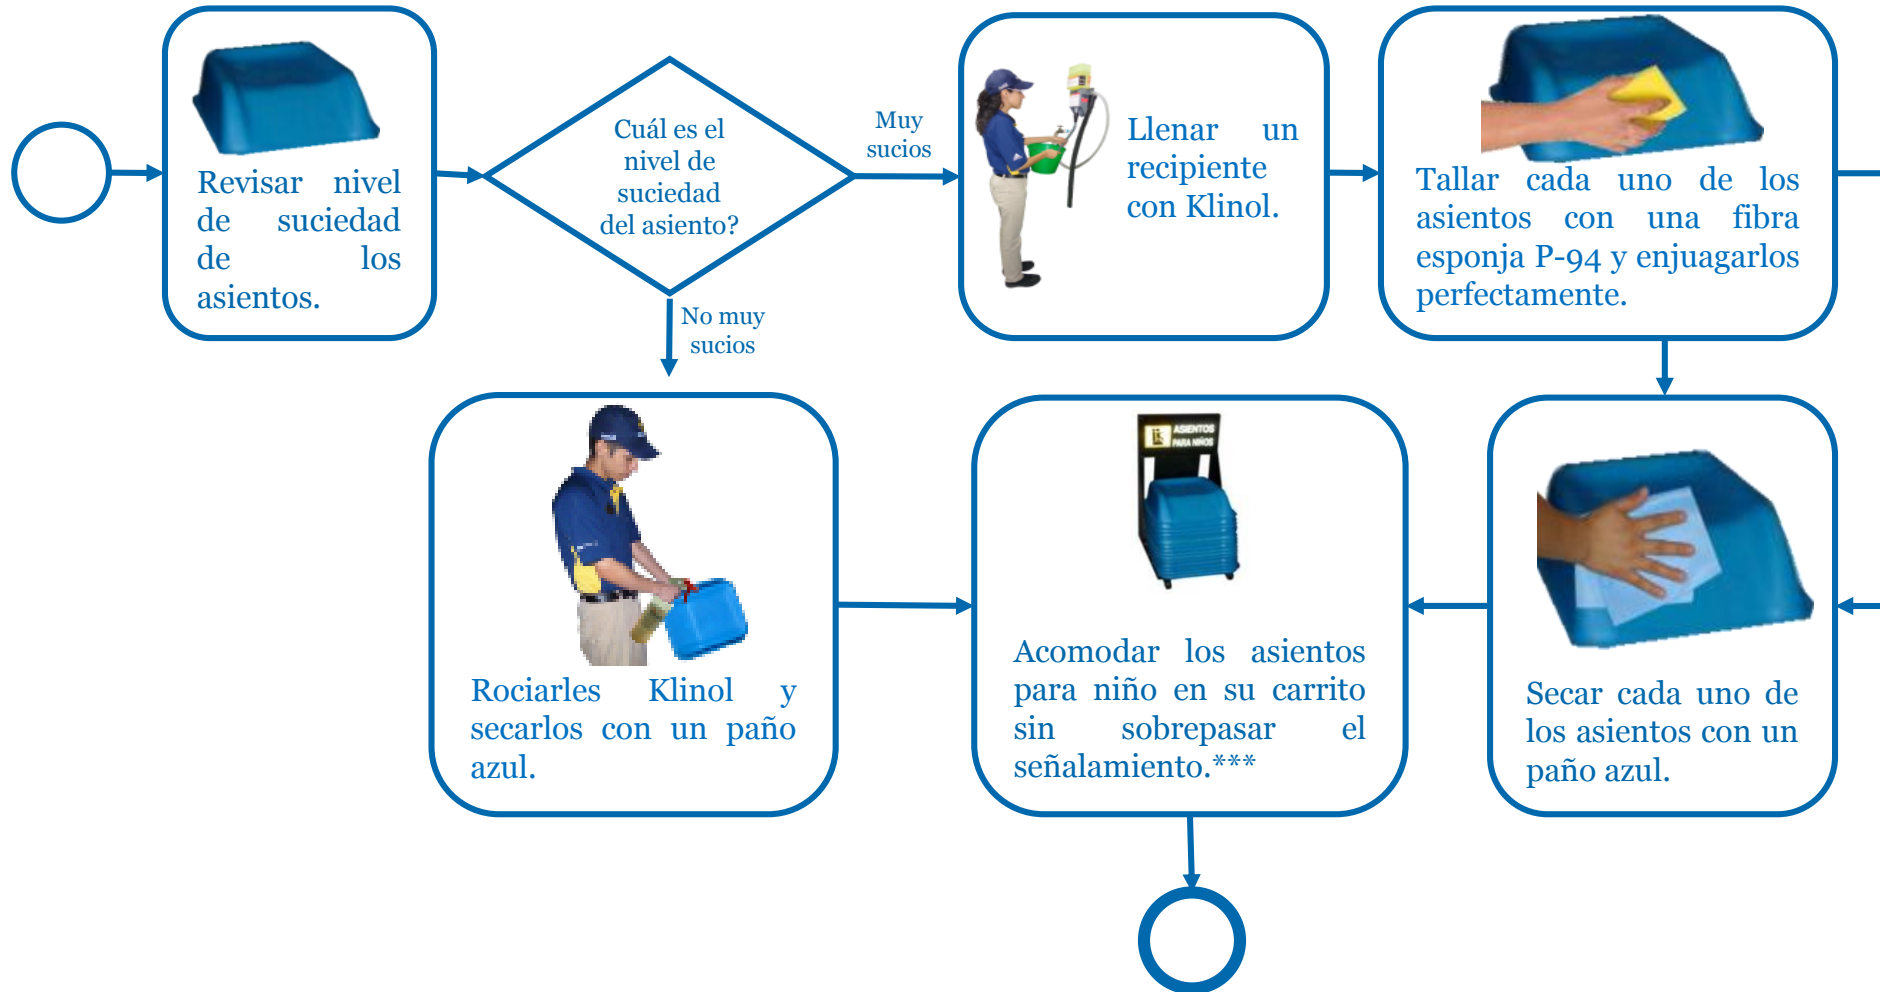 Revisar nivel
de suciedad
de los
asientos.
Cuál es el
nivel de
suciedad
del asiento?
Muy
sucios
Llenar un
recipiente
con Klinol.
Tallar cada uno de los
asientos con una fibra
esponja P-94 y enjuagarlos
perfectamente.
No muy
sucios
Rociarles Klinol y
secarlos con un paño
azul.
ASIENTOS
PARA NIÑOS
Acomodar los asientos
para niño en su carrito
sin sobrepasar el
señalamiento.***
Secar cada uno de
los asientos con un
paño azul.